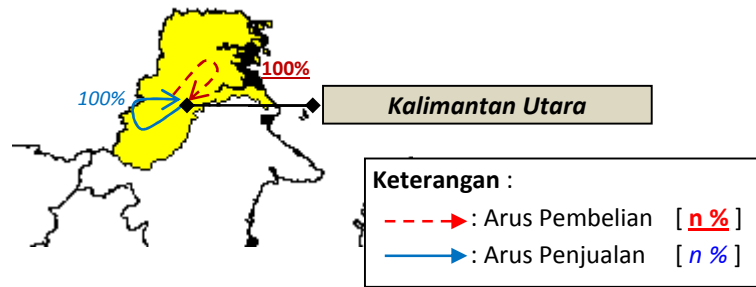 100%
100%
Kalimantan Utara
Keterangan :
: Arus Pembelian [ n % ]
: Arus Penjualan [ n % ]